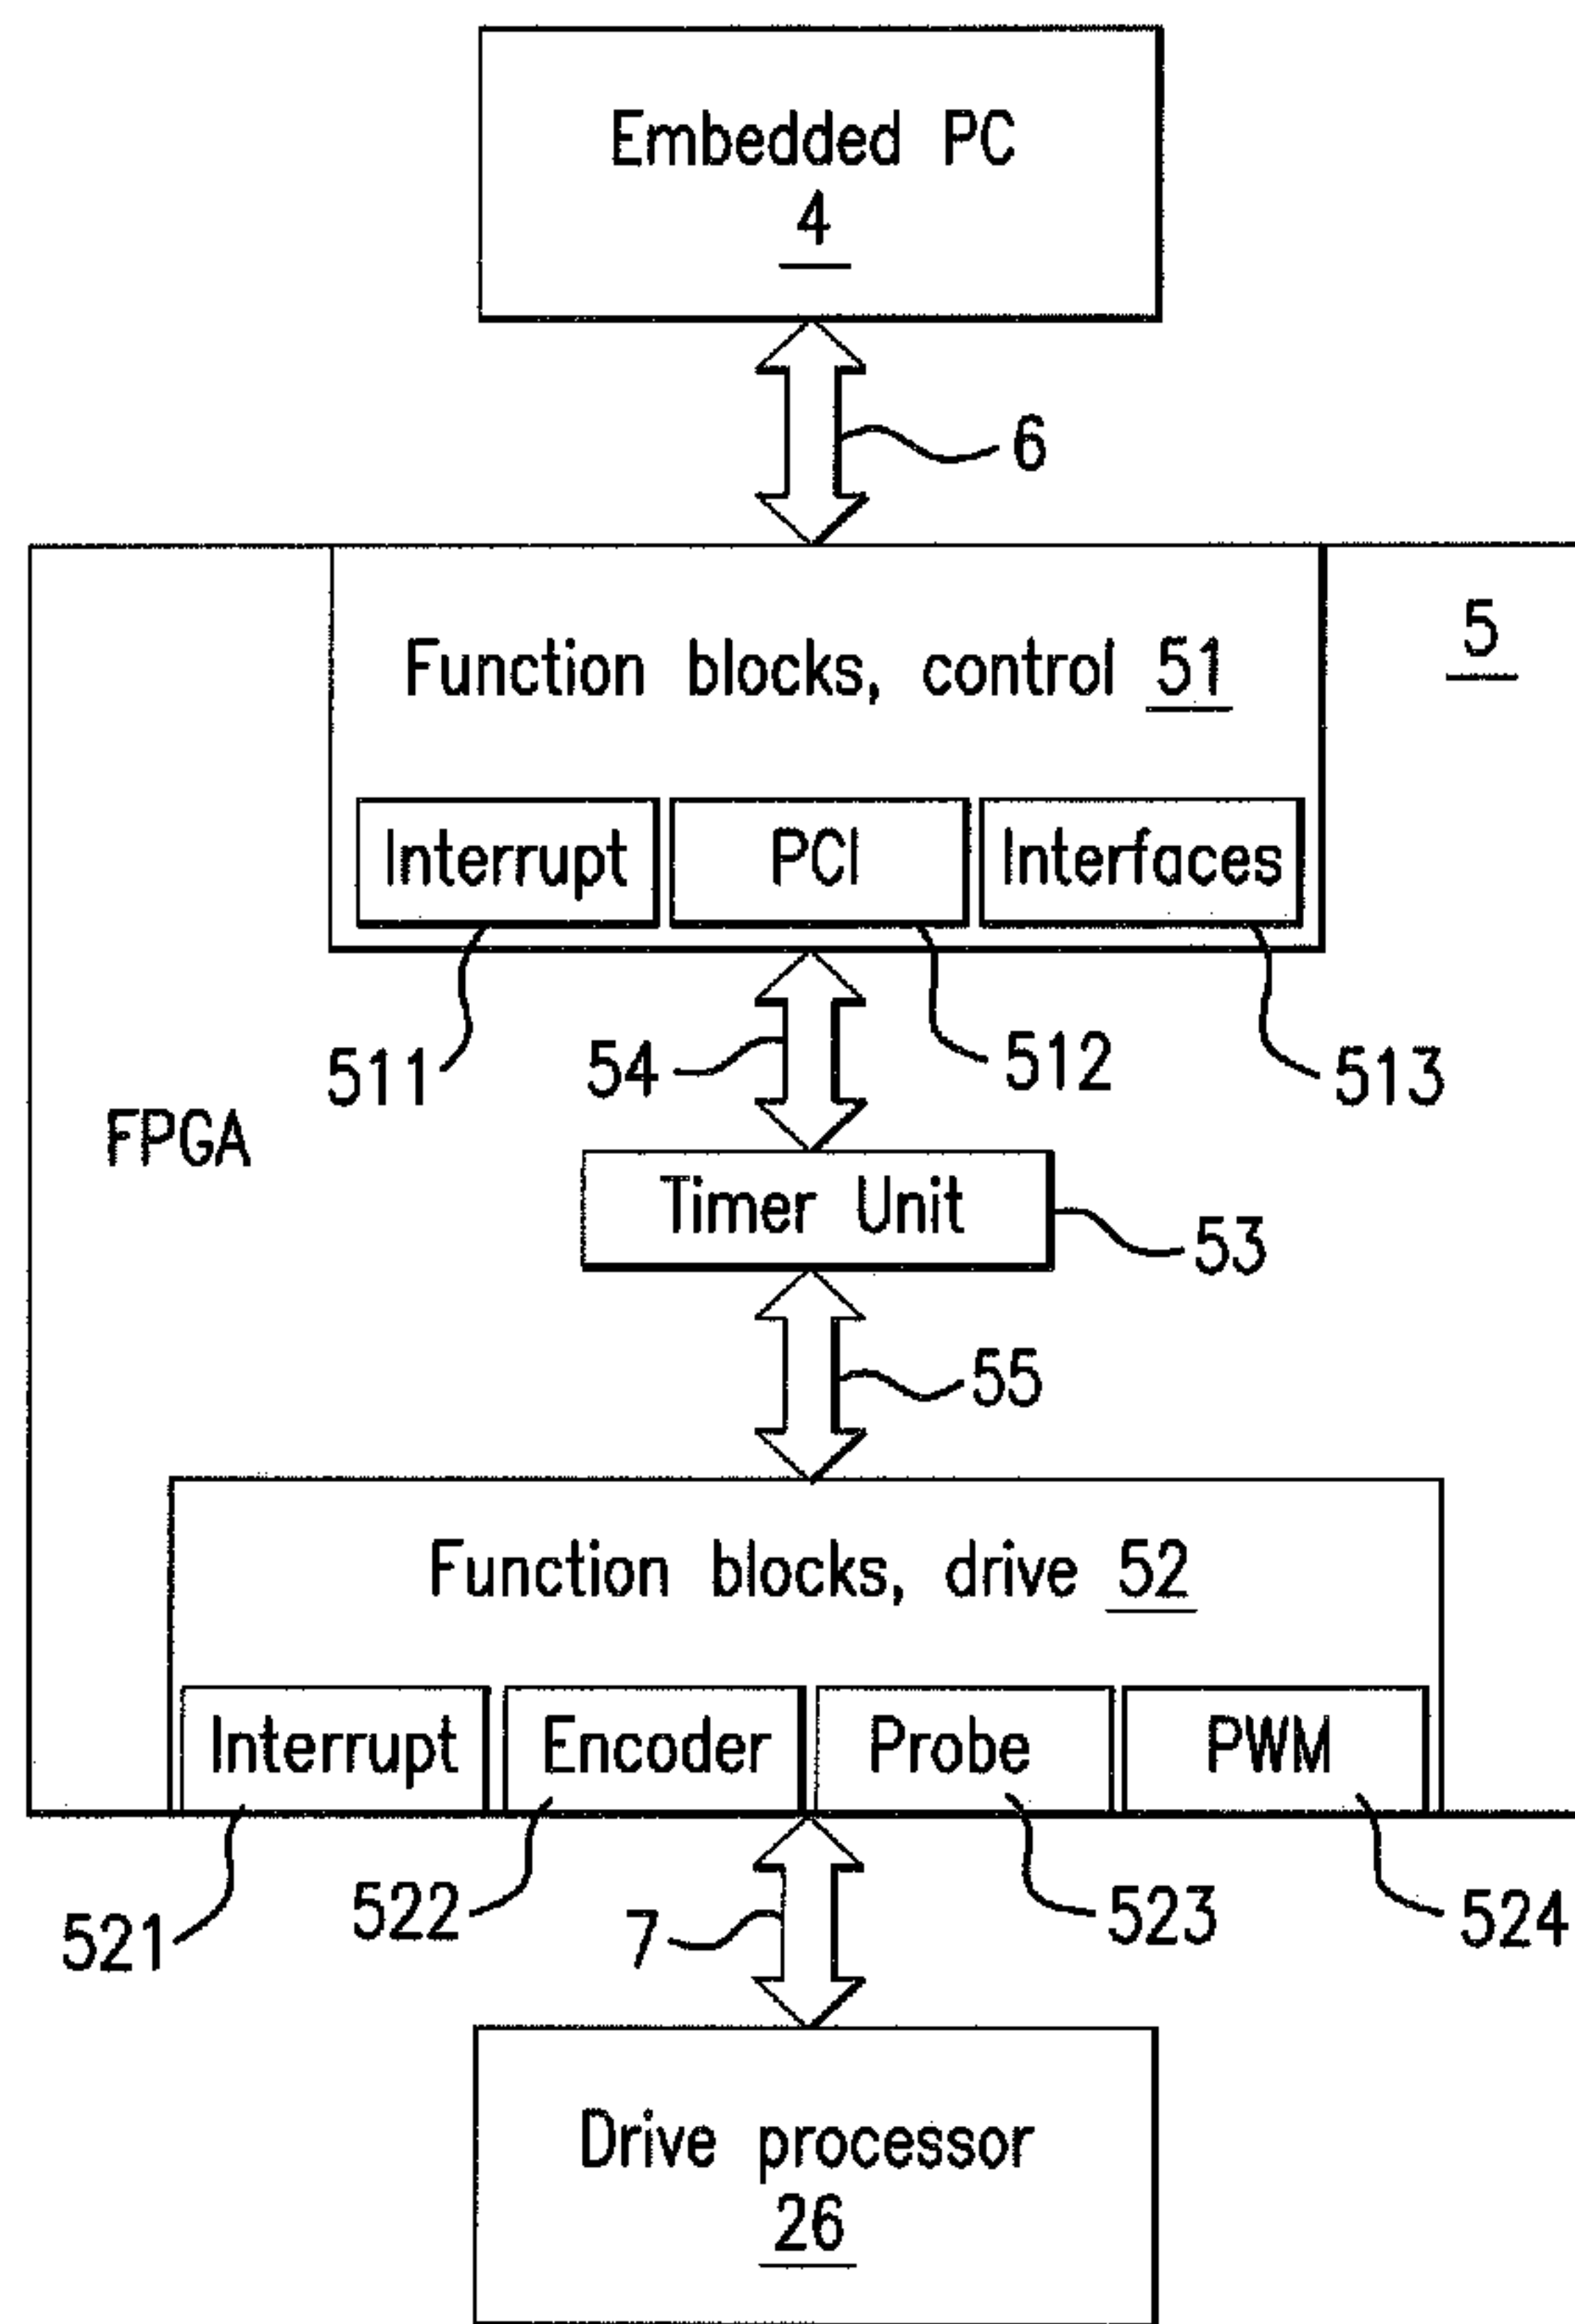 Embedded PC
4
6
5
Function blocks, control 51
Interrupt
PCI
Interfaces
511
54
512
513
FPGA
Timer Unit
53
55
Function blocks, drive 52
Interrupt
Encoder
Probe
PWM
521
522
7
523
524
Drive processor
26